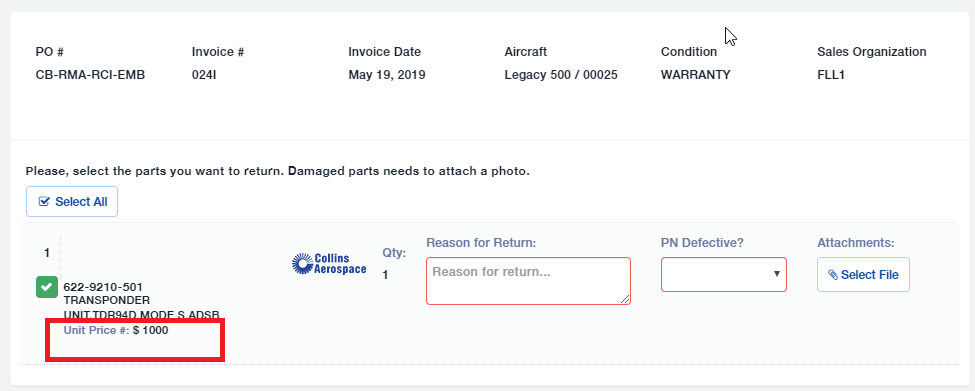 PO # Invoice # Invoice Date Aircraft Condition Sales Organization
CB-RMA-RCI-EMB 024I May 19, 2019 Legacy 500 / 00025 WARRANTY FLL1
Please, select the parts you want to return. Damaged parts needs to attach a photo.
Select All
1
622-9210-501
TRANSPONDER
UNIT,TDR94D,MODE S,ADSB
Unit Price #: $ 1000
Collins
Aerospace
Qty:
1
Reason for Return:
Reason for return...
PN Defective?
Attachments:
Select File